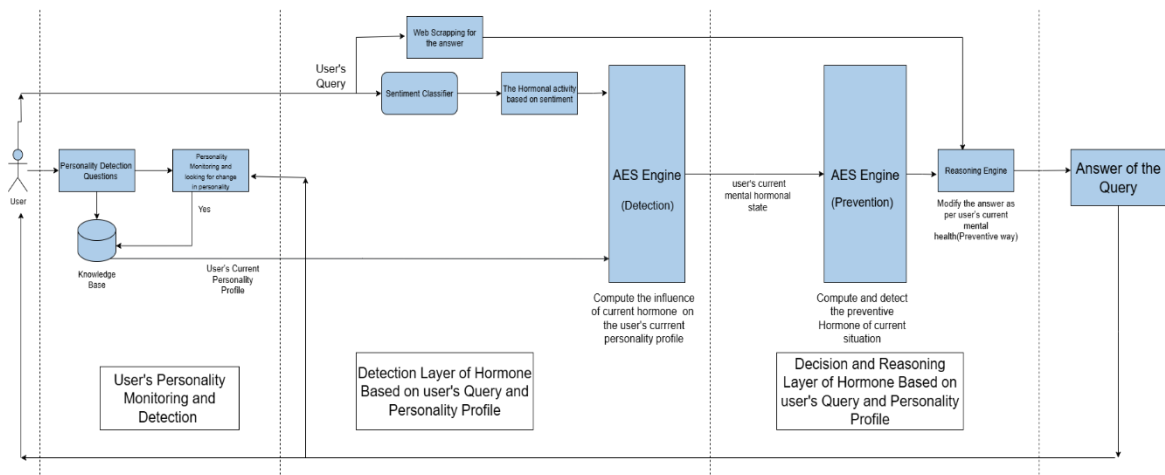 Web Scrapping for
the answer
User's
Query
Sentiment Classifier
The Hormonal activity
based on sentiment
User
Personality Detection
Questions
Personality
Monitoring and
looking for change
in personality
Yes
Knowledge
Base
User's Current
Personality
Profile
AES Engine
(Detection)
Compute the influence
of current hormone on
the user's currrent
personality profile
user's current
mental hormonal
state
AES Engine
(Prevention)
Compute and detect
the preventive
Hormone of current
situation
Reasoning Engine
Modify the answer as
per user's current
mental
health(Preventive way)
Answer of the
Query
User's Personality
Monitoring and
Detection
Detection Layer of Hormone
Based on user's Query and
Personality Profile
Decision and Reasoning
Layer of Hormone Based on
user's Query and Personality
Profile